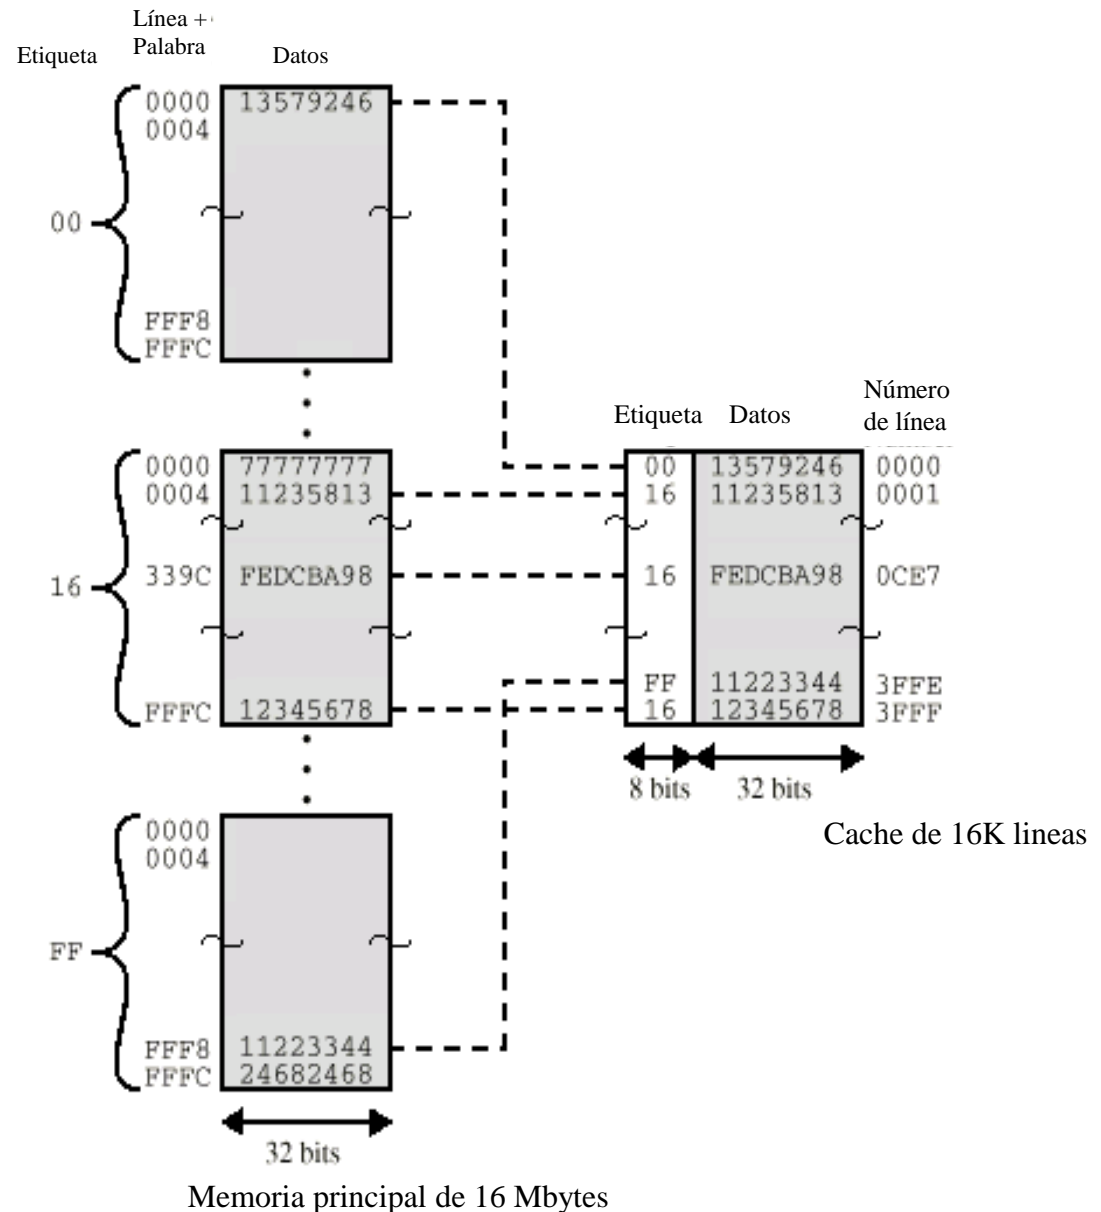 Línea +
Etiqueta Palabra Datos
0000 13579246
0004
00
FFF8
FFFC
Número
de línea
Etiqueta Datos
0000 77777777
0004 11235813
16
339C FEDCBA98
FFFC 12345678
00 13579246 0000
16 11235813 0001
16 FEDCBA98 0CE7
FF 11223344 3FFE
16 12345678 3FFF
8 bits 32 bits
Cache de 16K lineas
0000
0004
FF
FFF8 11223344
FFFC 24682468
32 bits
Memoria principal de 16 Mbytes